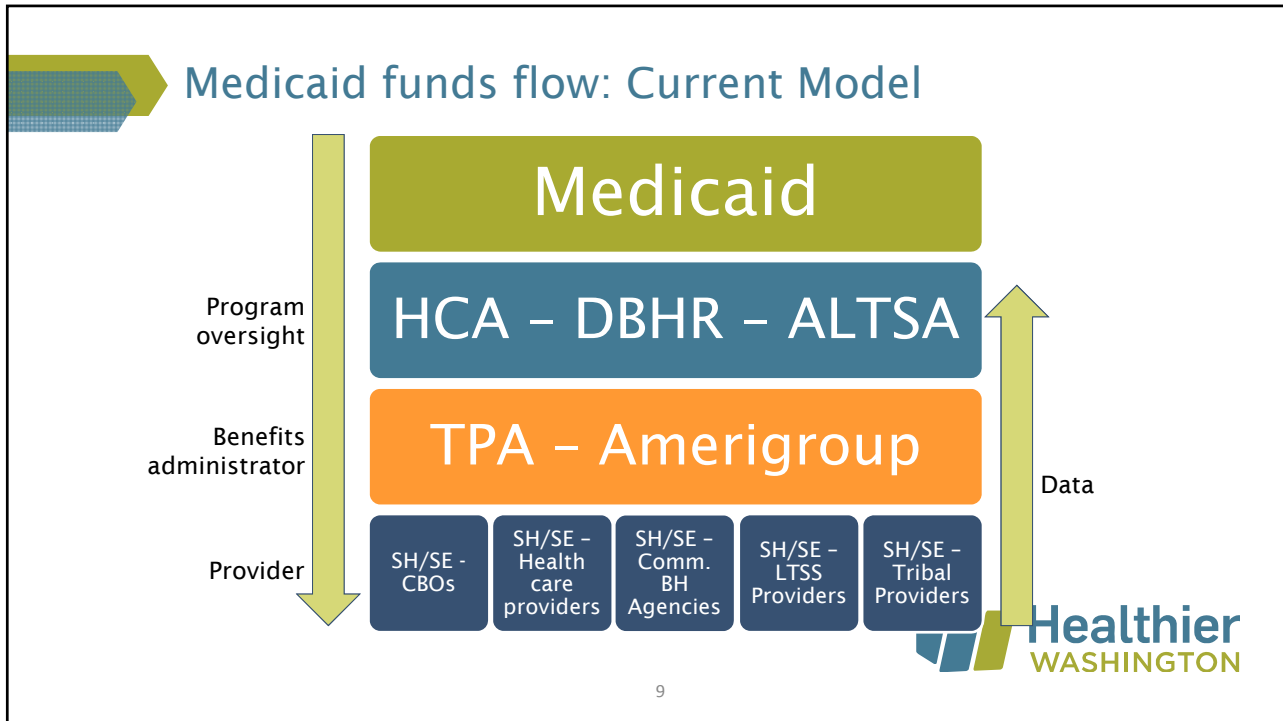 Medicaid funds flow: Current Model
Medicaid
Program
oversight
HCA – DBHR – ALTSA
Benefits
administrator
TPA – Amerigroup
Data
Provider
SH/SE -
CBOs
SH/SE –
Health
care
providers
SH/SE –
Comm.
BH
Agencies
SH/SE –
LTSS
Providers
SH/SE –
Tribal
Providers
Healthier
WASHINGTON
9